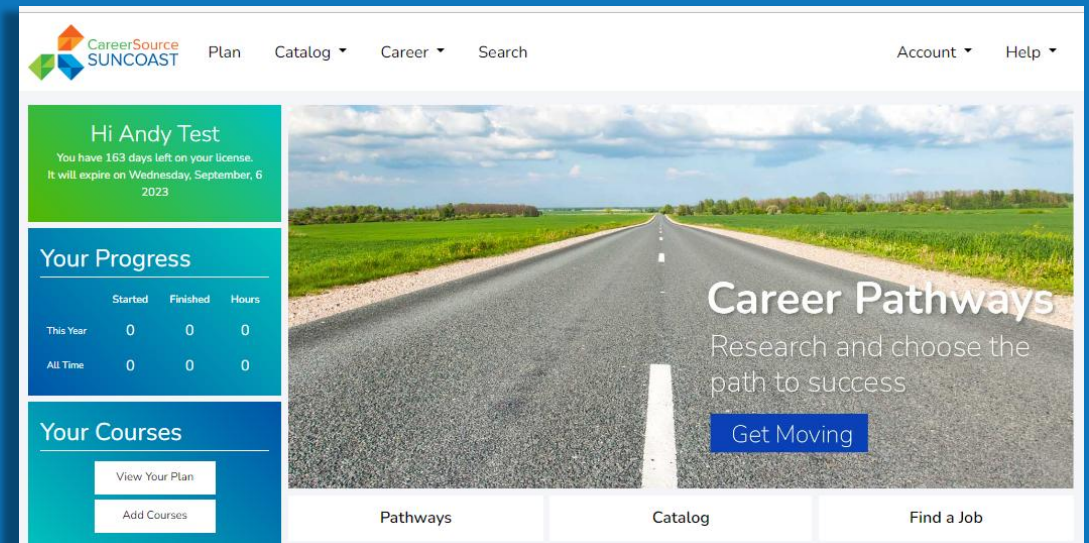 CareerSource
SUNCOAST
Plan
Catalog
Career
Search
Account
Help
Hi Andy Test
You have 163 days left on your license.
It will expire on Wednesday, September, 6
2023
Your Progress
Started Finished Hours
This Year 0 0 0
All Time 0 0 0
Your Courses
View Your Plan
Add Courses
Career Pathways
Research and choose the
path to success
Get Moving
Pathways
Catalog
Find a Job